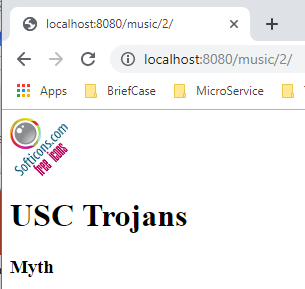 localhost:8080/music/2/
localhost:8080/music/2/
Apps BriefCase MicroService
Softicons.com
free icons
USC Trojans
Myth